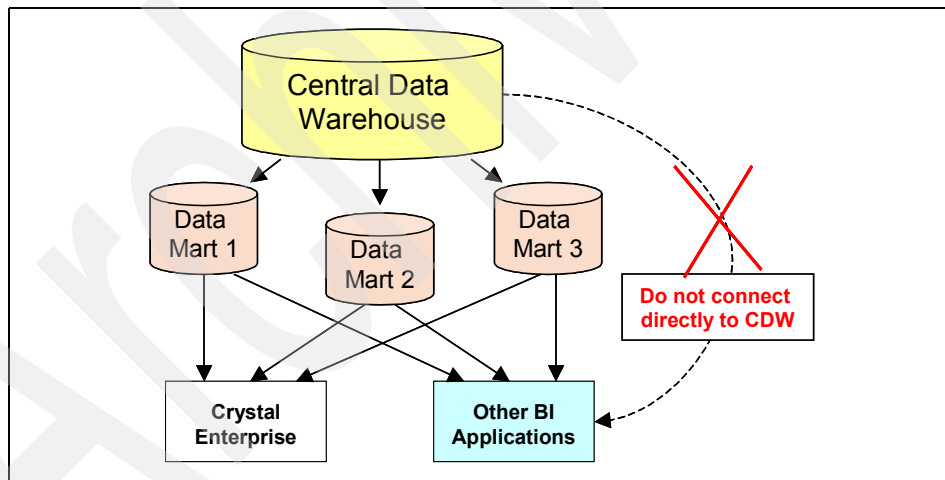 Central Data
Warehouse
Data
Mart 1
Data
Mart 2
Data
Mart 3
Do not connect
directly to CDW
Crystal
Enterprise
Other BI
Applications